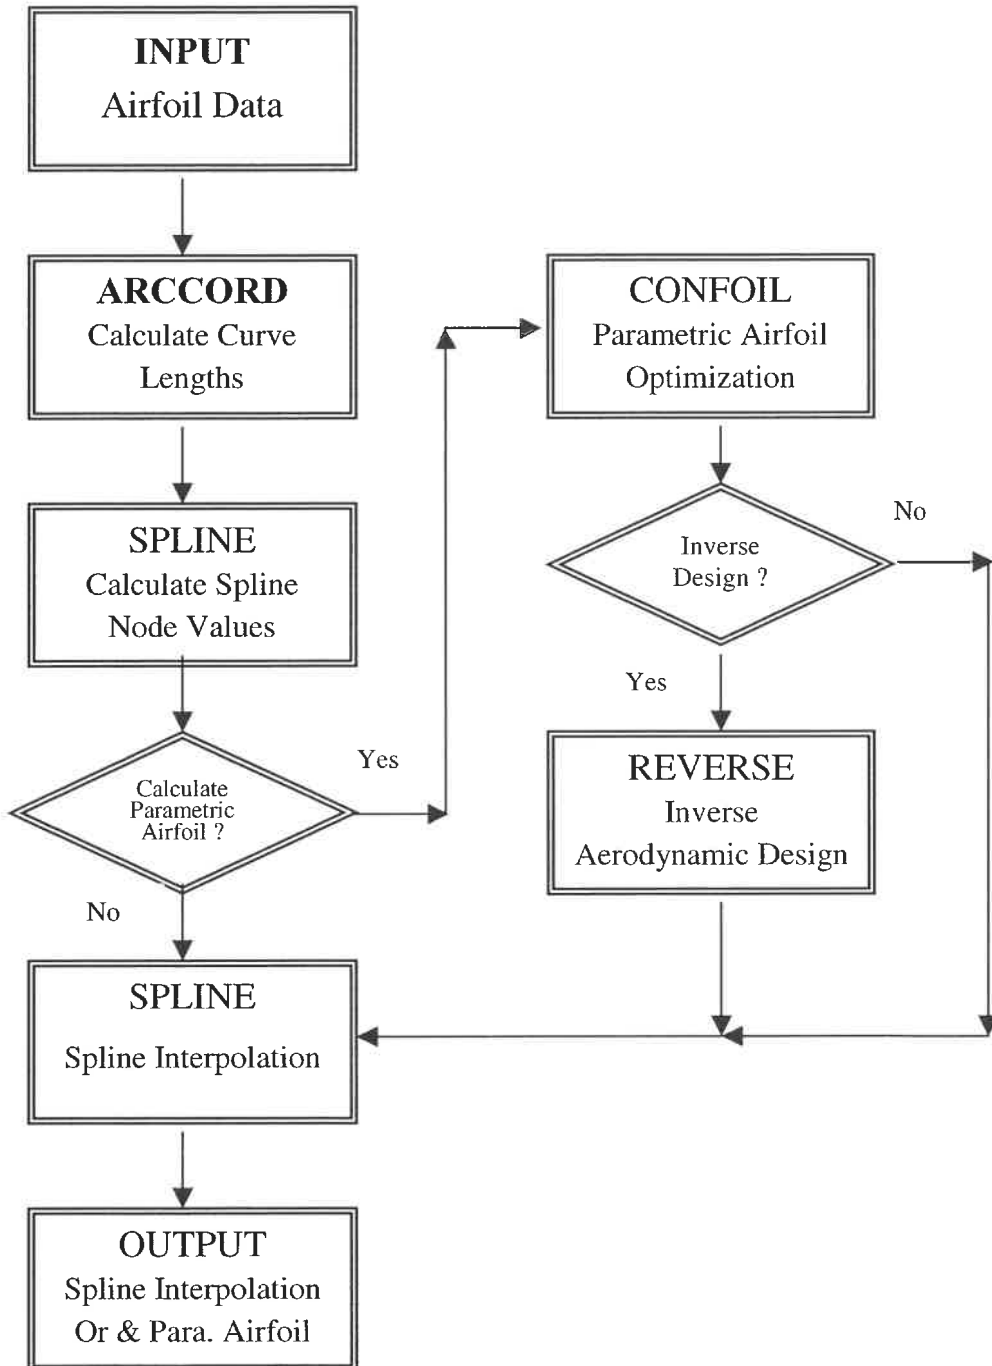 INPUT
Airfoil Data
ARCCORD
Calculate Curve
Lengths
SPLINE
Calculate Spline
Node Values
Calculate
Parametric
Airfoil ?
Yes
No
CONFOIL
Parametric Airfoil
Optimization
Inverse
Design ?
No
Yes
REVERSE
Inverse
Aerodynamic Design
SPLINE
Spline Interpolation
OUTPUT
Spline Interpolation
Or & Para. Airfoil